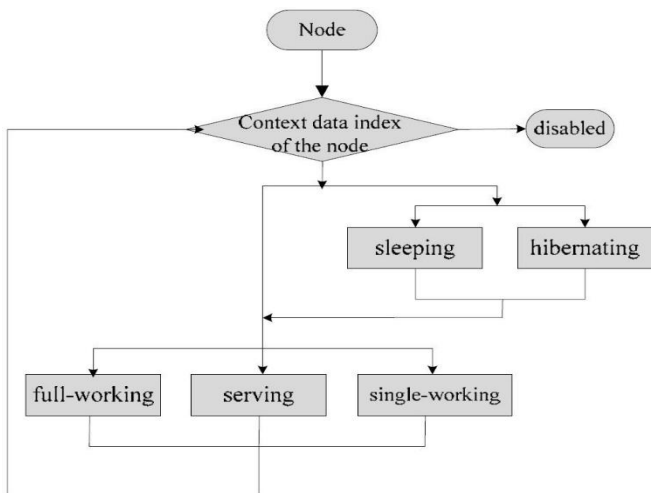 Node
Context data index
of the node
disabled
sleeping
hibernating
full-working
serving
single-working